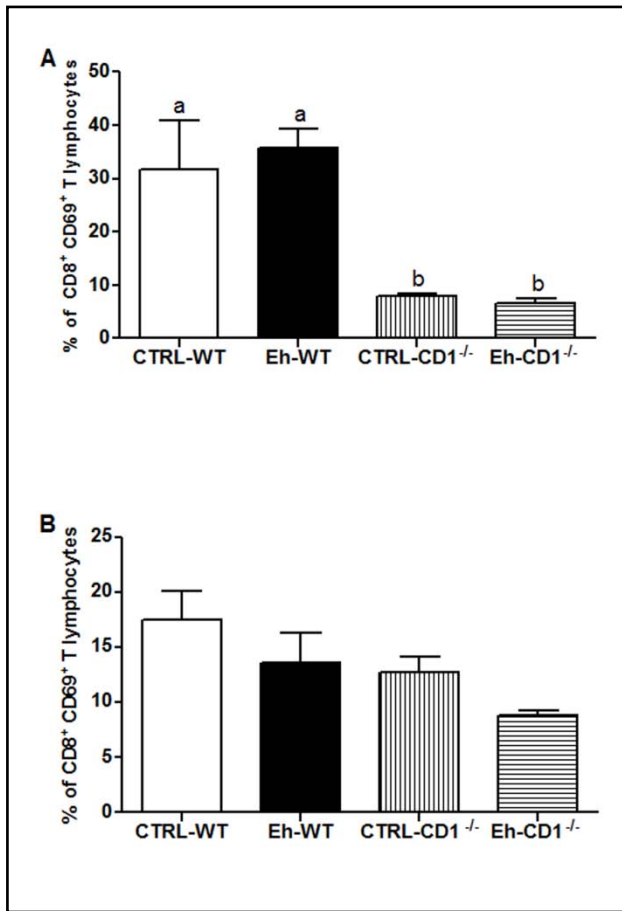 A
% of CD8+ CD69+ T lymphocytes
50
40
30
20
10
0
a
a
b
b
CTRL-WT Eh-WT CTRL-CD1-/- Eh-CD1-/-
B
% of CD8+ CD69+ T lymphocytes
25
20
15
10
5
0
CTRL-WT Eh-WT CTRL-CD1-/- Eh-CD1-/-